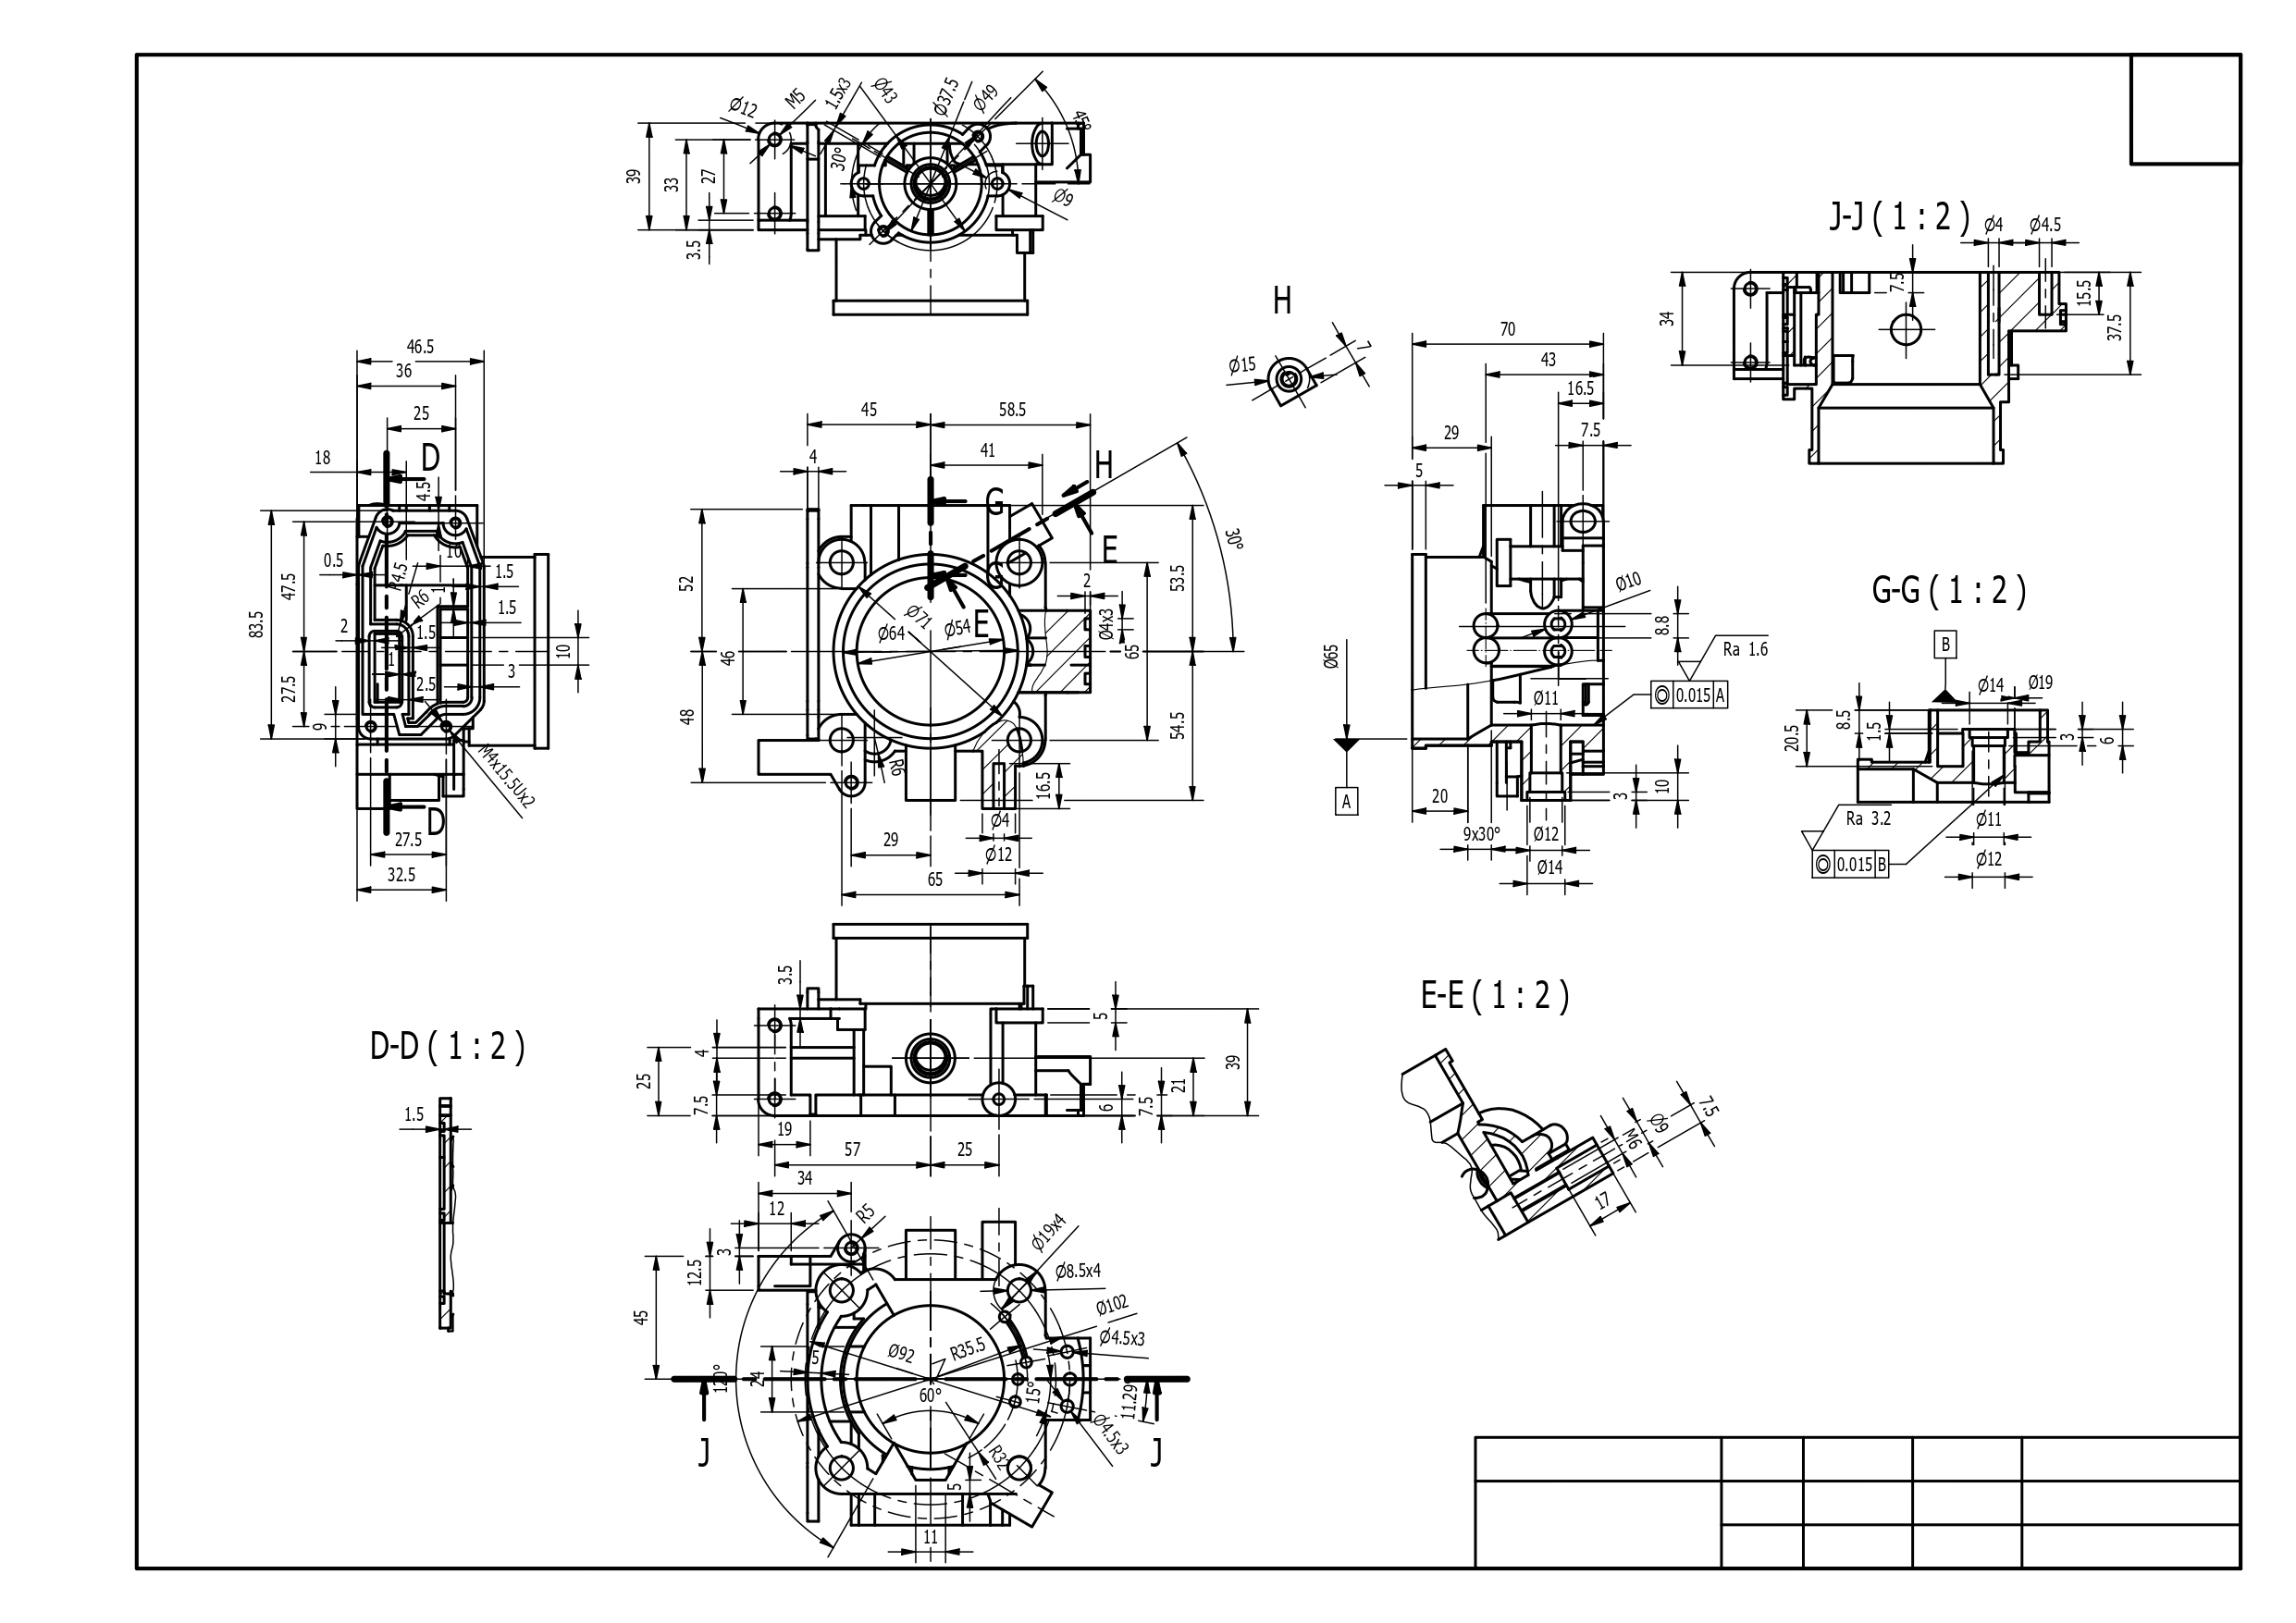 Ø12
M5
1.5x3
Ø43
Ø37.5
Ø49
45°
30°
Ø9
39
33
27
3.5
46.5
36
25
18
D
4.5
10
0.5
R4.5
R6
1
1.5
1.5
1.5
2
1
2.5
3
10
83.5
47.5
27.5
9
M4x15.5Ux2
D
27.5
32.5
45
58.5
41
4
H
G
E
30°
G
2
Ø71
Ø64
Ø54
E
Ø4x3
65
53.5
54.5
52
46
48
R6
16.5
Ø4
Ø12
29
65
H
Ø15
7
70
43
16.5
29
7.5
5
Ø10
8.8
Ra 1.6
0.015 A
Ø65
A
Ø11
20
9x30°
Ø12
Ø14
3
10
J-J ( 1 : 2 )
Ø4
Ø4.5
34
7.5
15.5
37.5
G-G ( 1 : 2 )
B
Ø14
Ø19
20.5
8.5
1.5
3
6
Ra 3.2
0.015 B
Ø11
Ø12
3.5
5
4
25
7.5
39
21
6
7.5
19
57
25
D-D ( 1 : 2 )
1.5
E-E ( 1 : 2 )
7.5
Ø9
M6
17
34
12
R5
3
12.5
45
Ø19x4
Ø8.5x4
Ø102
Ø4.5x3
Ø92
R35.5
5
24
120°
60°
15°
11.29
Ø4.5x3
R32
5
11
J
J